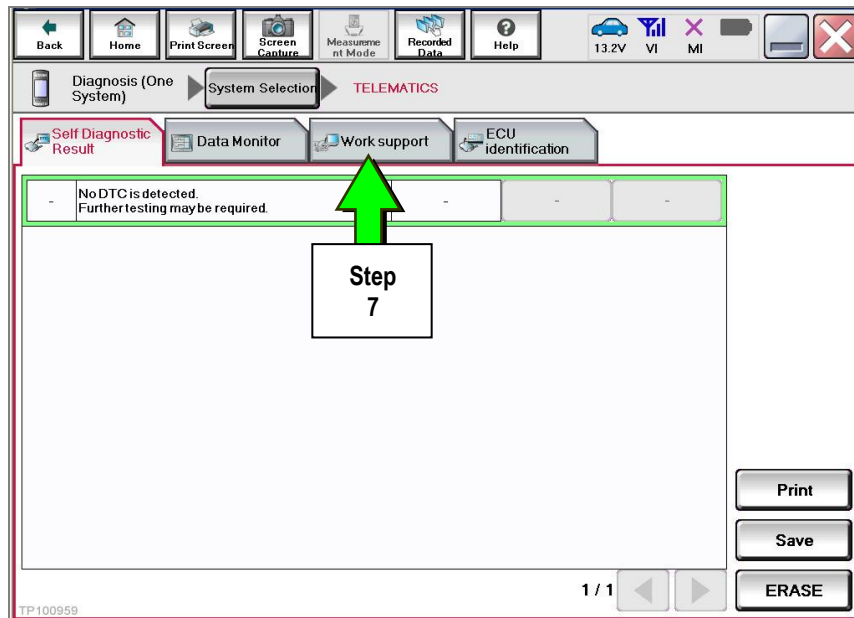 Back
Home
Print Screen
Screen
Capture
Measureme
nt Mode
Recorded
Data
Help
13.2V
VI
MI
Diagnosis (One
System)
System Selection
TELEMATICS
Self Diagnostic
Result
Data Monitor
Work support
ECU
identification
-
No DTC is detected.
Further testing may be required.
-
-
-
Step
7
Print
Save
1 / 1
ERASE
TP100959